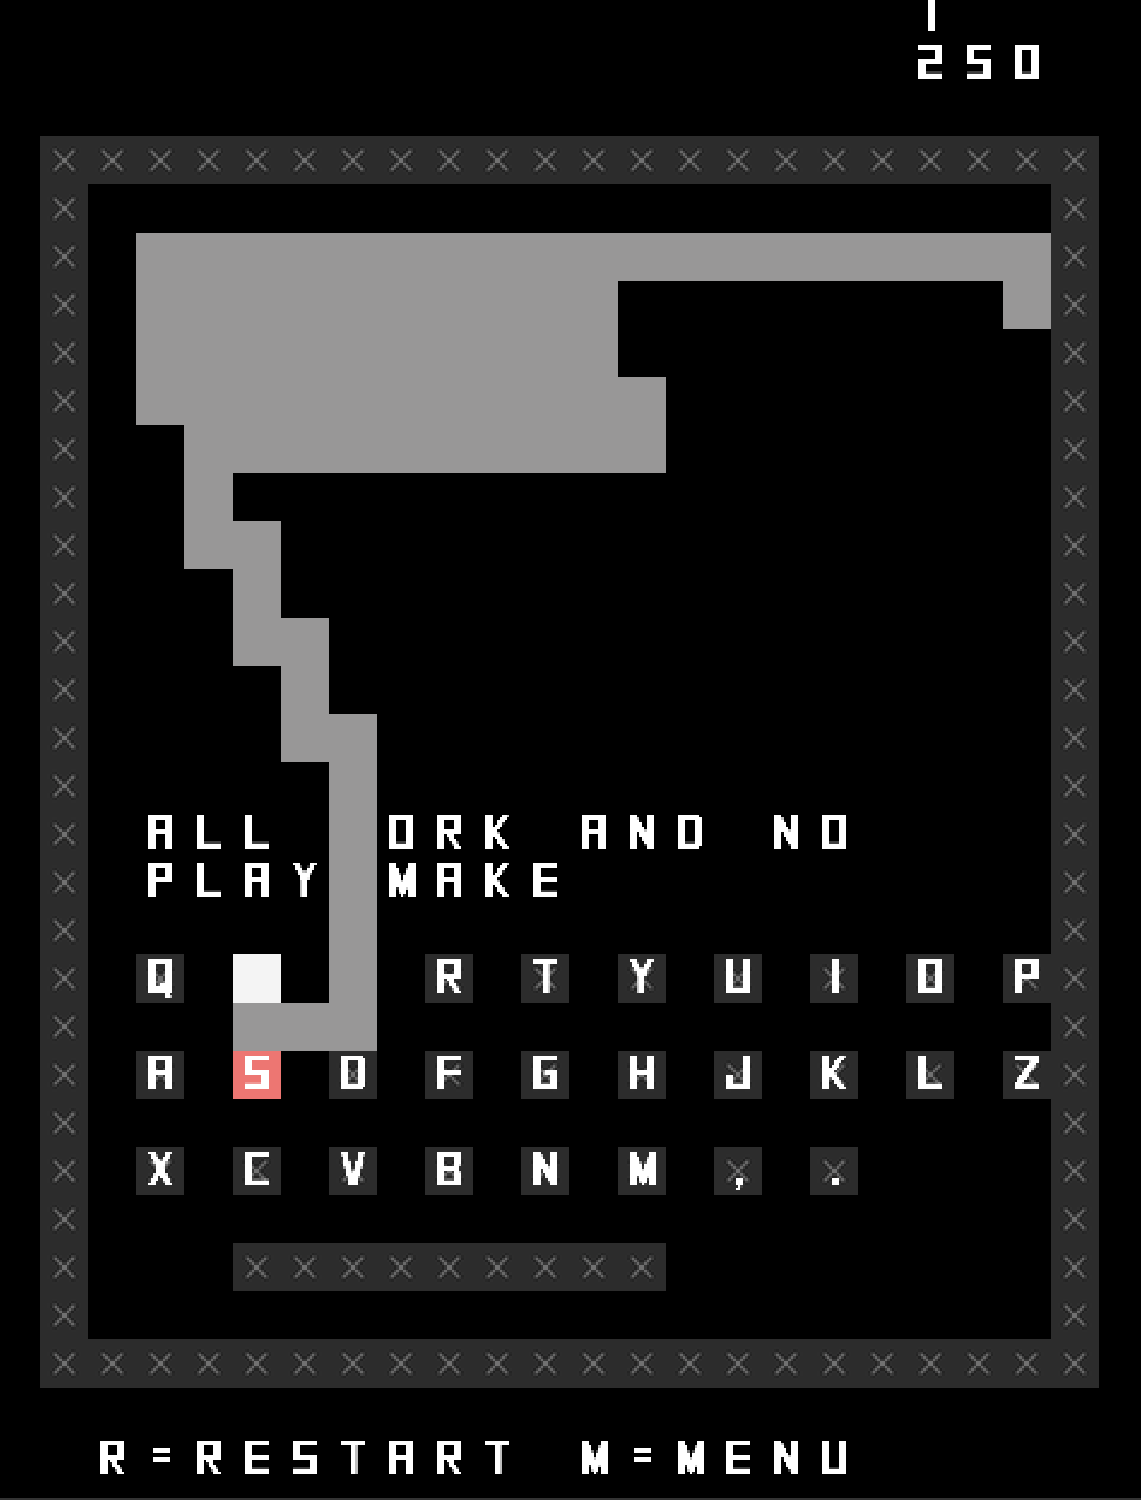 250
ALL ORK AND NO
PLAY MAKE
Q R T Y U I O P
A S D F G H J K L Z
X C V B N M , .
R=RESTART M=MENU